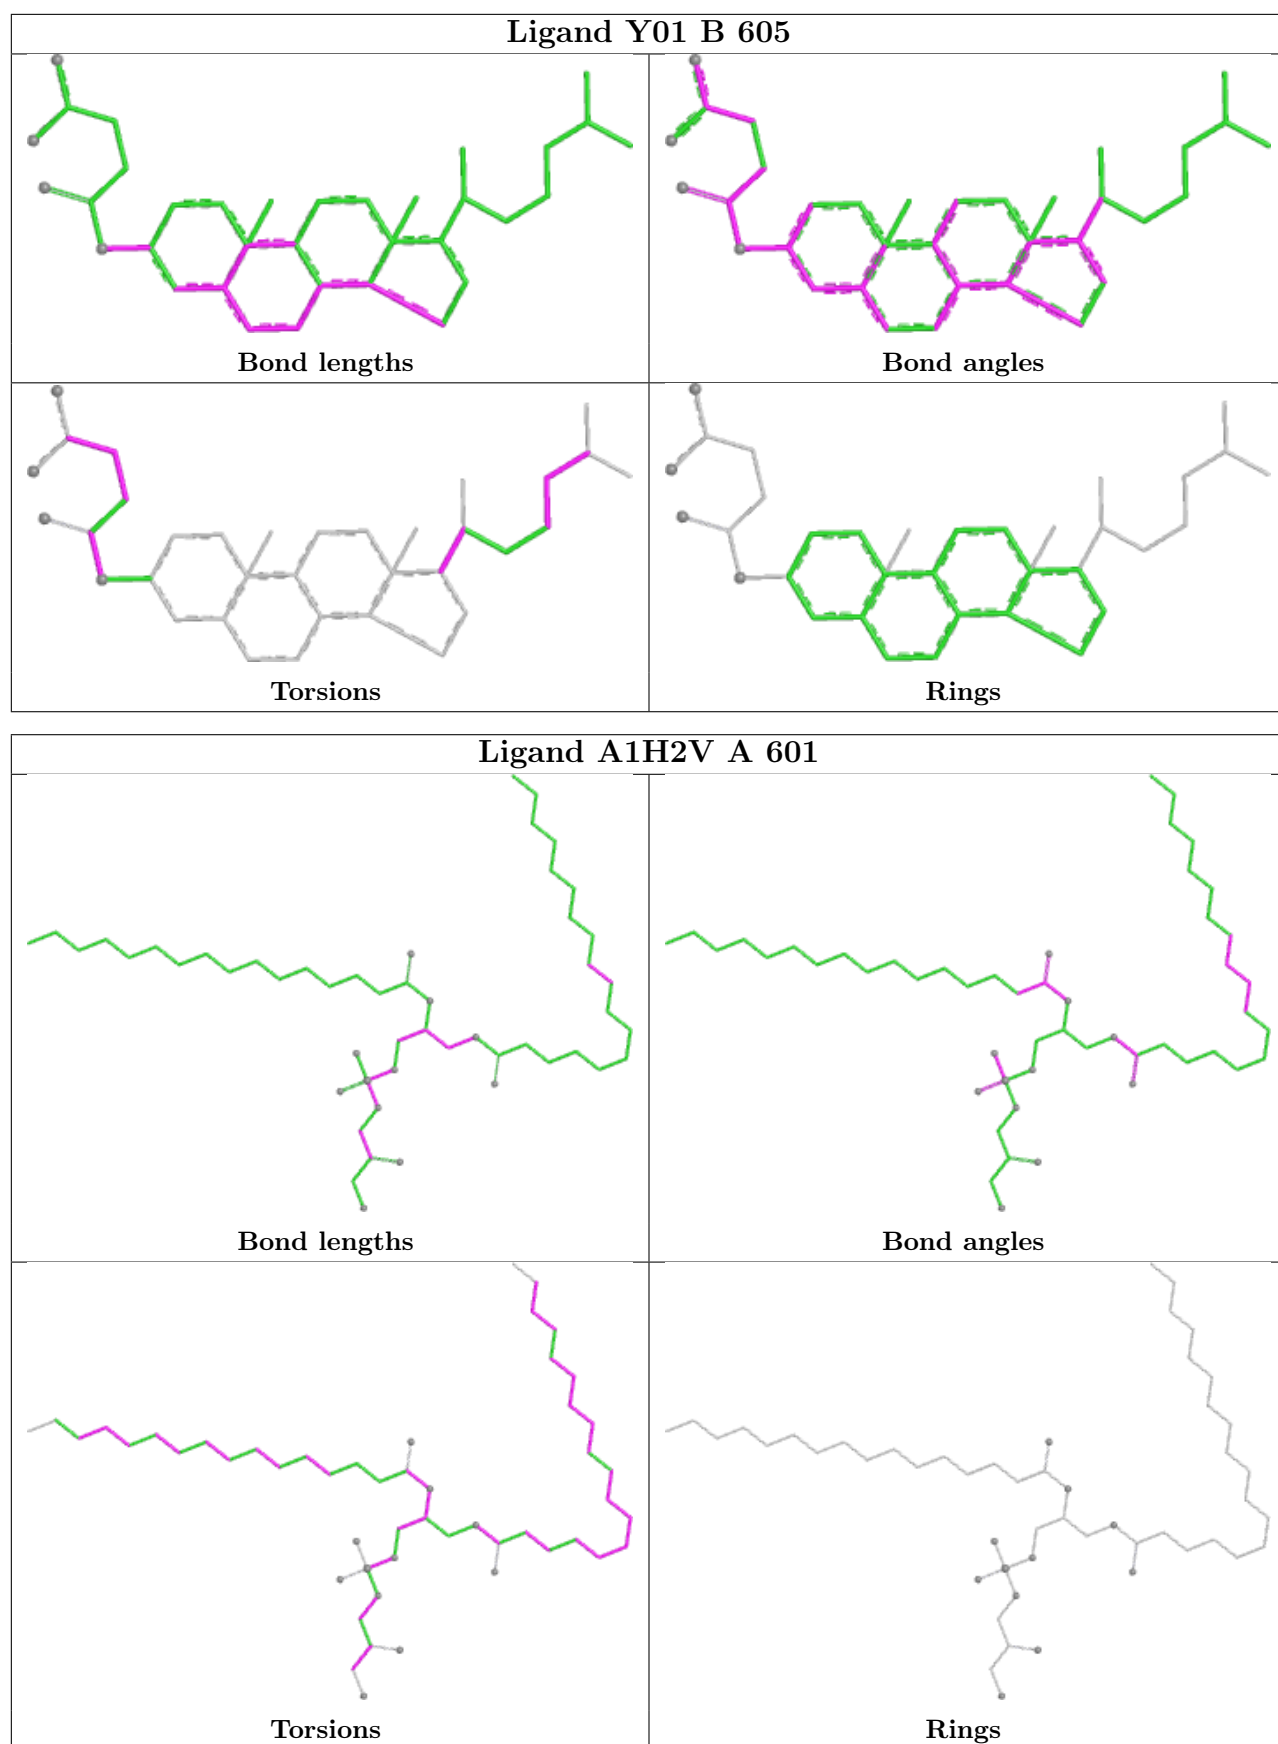 Ligand Y01 B 605
Bond lengths
Bond angles
Torsions
Rings
Ligand A1H2V A 601
Bond lengths
Bond angles
Torsions
Rings